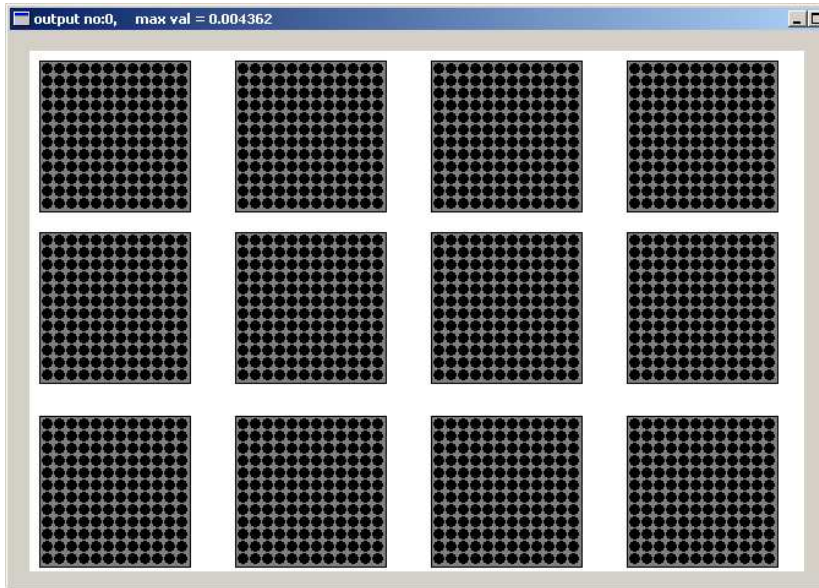 output no:0, max val = 0.004362